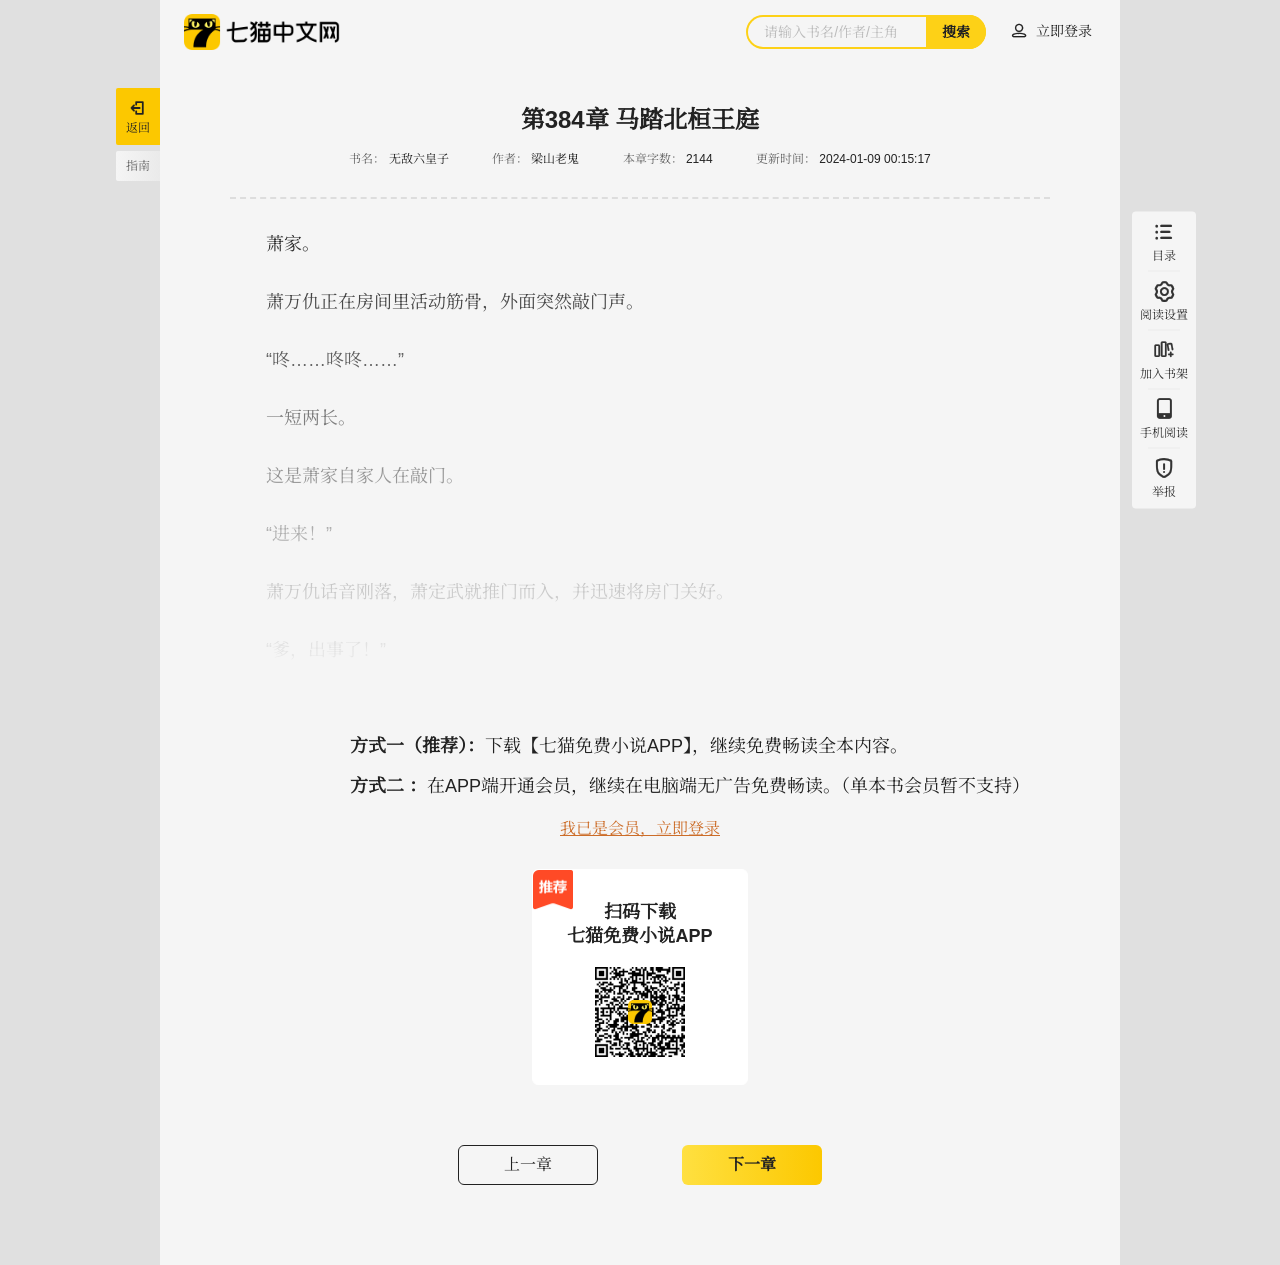 七猫中文网
请输入书名/作者/主角
搜索
立即登录
返回
指南
第384章 马踏北桓王庭
书名： 无敌六皇子 作者： 梁山老鬼 本章字数： 2144 更新时间： 2024-01-09 00:15:17
萧家。
萧万仇正在房间里活动筋骨，外面突然敲门声。
“咚……咚咚……”
一短两长。
这是萧家自家人在敲门。
“进来！”
萧万仇话音刚落，萧定武就推门而入，并迅速将房门关好。
“爹，出事了！”
目录
阅读设置
加入书架
手机阅读
举报
方式一（推荐）：下载【七猫免费小说APP】，继续免费畅读全本内容。
方式二 ： 在APP端开通会员，继续在电脑端无广告免费畅读。（单本书会员暂不支持）
我已是会员，立即登录
推荐
扫码下载
七猫免费小说APP
上一章
下一章